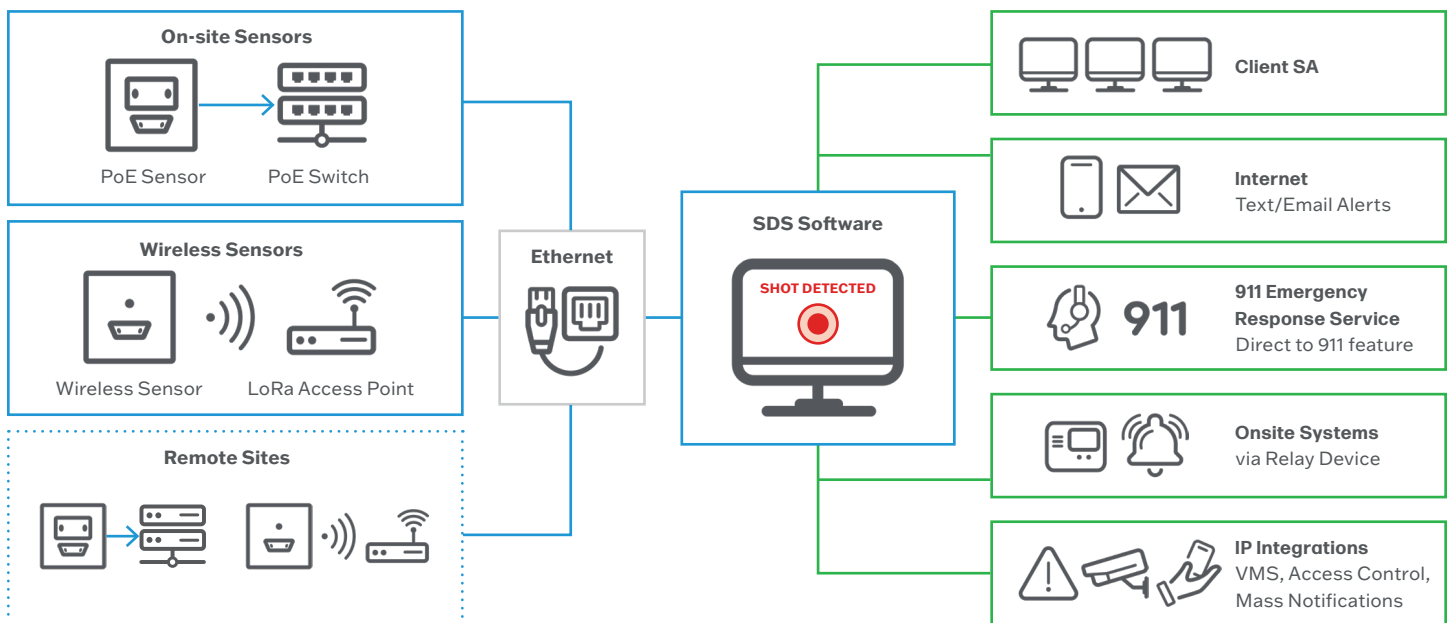 On-site Sensors
PoE Sensor
PoE Switch
Wireless Sensors
Wireless Sensor
LoRa Access Point
Remote Sites
Ethernet
SDS Software
SHOT DETECTED
Client SA
Internet
Text/Email Alerts
911
911 Emergency
Response Service
Direct to 911 feature
Onsite Systems
via Relay Device
IP Integrations
VMS, Access Control,
Mass Notifications